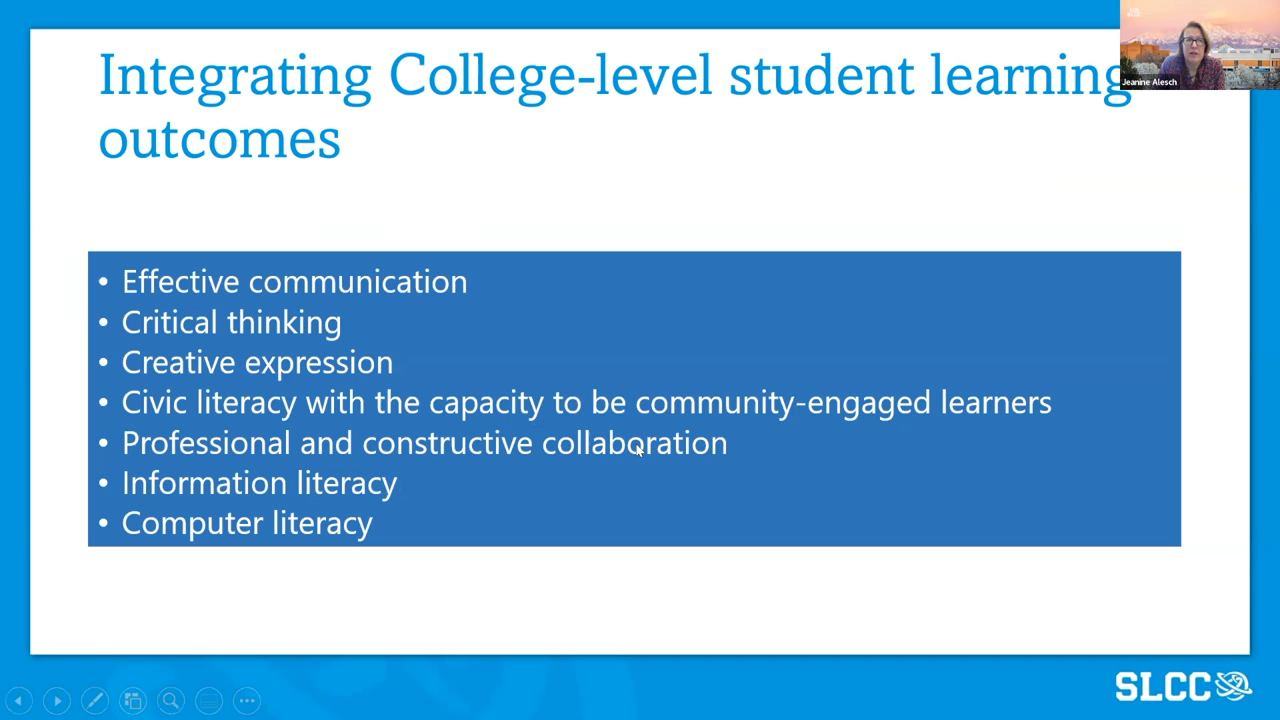 Integrating College-level student learning
outcomes
Jeanine Alesch
• Effective communication
• Critical thinking
• Creative expression
• Civic literacy with the capacity to be community-engaged learners
• Professional and constructive collaboration
• Information literacy
• Computer literacy
SLCC